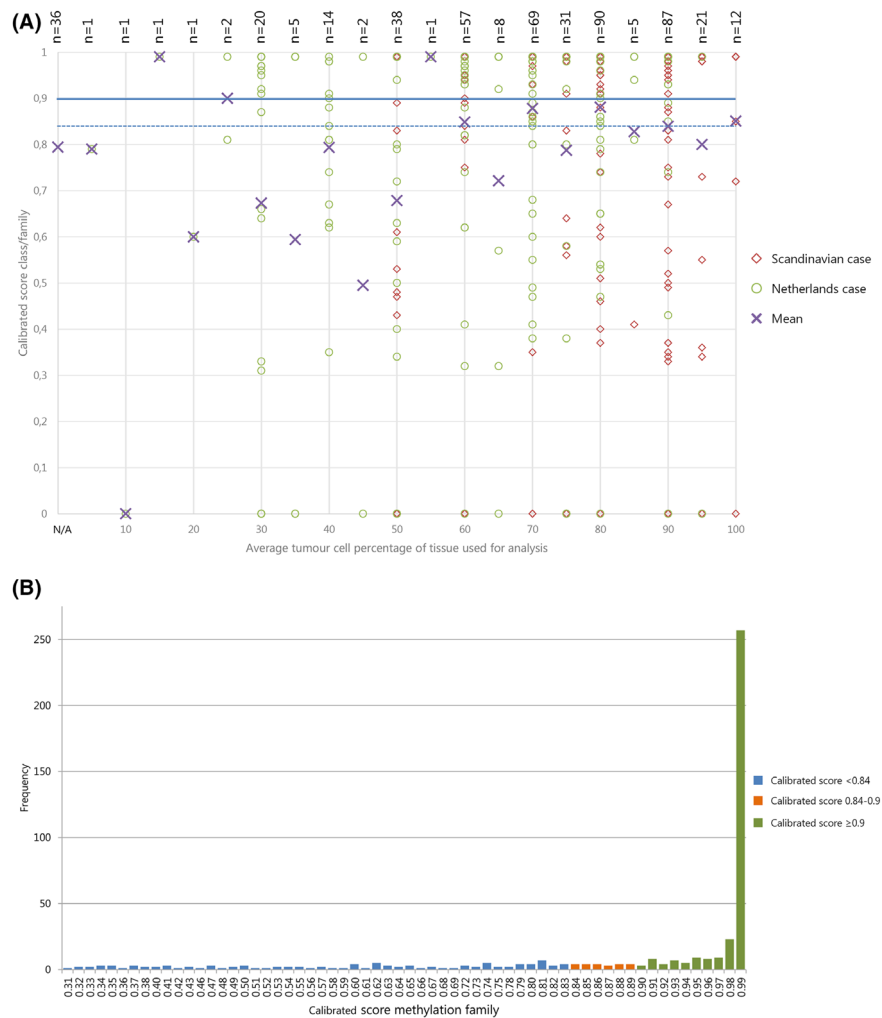 (A)
n=36 n=1 n=1 n=1 n=1 n=2 n=20 n=5 n=14 n=2 n=38 n=1 n=57 n=8 n=69 n=31 n=90 n=5 n=87 n=21 n=12
1
0,9
0,8
0,7
0,6
0,5
0,4
0,3
0,2
0,1
0
Calibrated score class/family
N/A 10 20 30 40 50 60 70 80 90 100
Average tumour cell percentage of tissue used for analysis
Scandinavian case
Netherlands case
Mean
(B)
250
200
150
100
50
0
Frequency
0.31 0.32 0.33 0.34 0.35 0.36 0.37 0.38 0.40 0.41 0.42 0.43 0.46 0.47 0.48 0.49 0.50 0.51 0.52 0.53 0.54 0.55 0.56 0.57 0.58 0.59 0.60 0.61 0.62 0.63 0.64 0.65 0.66 0.67 0.68 0.69 0.72 0.73 0.74 0.75 0.78 0.79 0.80 0.81 0.82 0.83 0.84 0.85 0.86 0.87 0.88 0.89 0.90 0.91 0.92 0.93 0.94 0.95 0.96 0.97 0.98 0.99
Calibrated score methylation family
Calibrated score <0.84
Calibrated score 0.84-0.9
Calibrated score ≥0.9